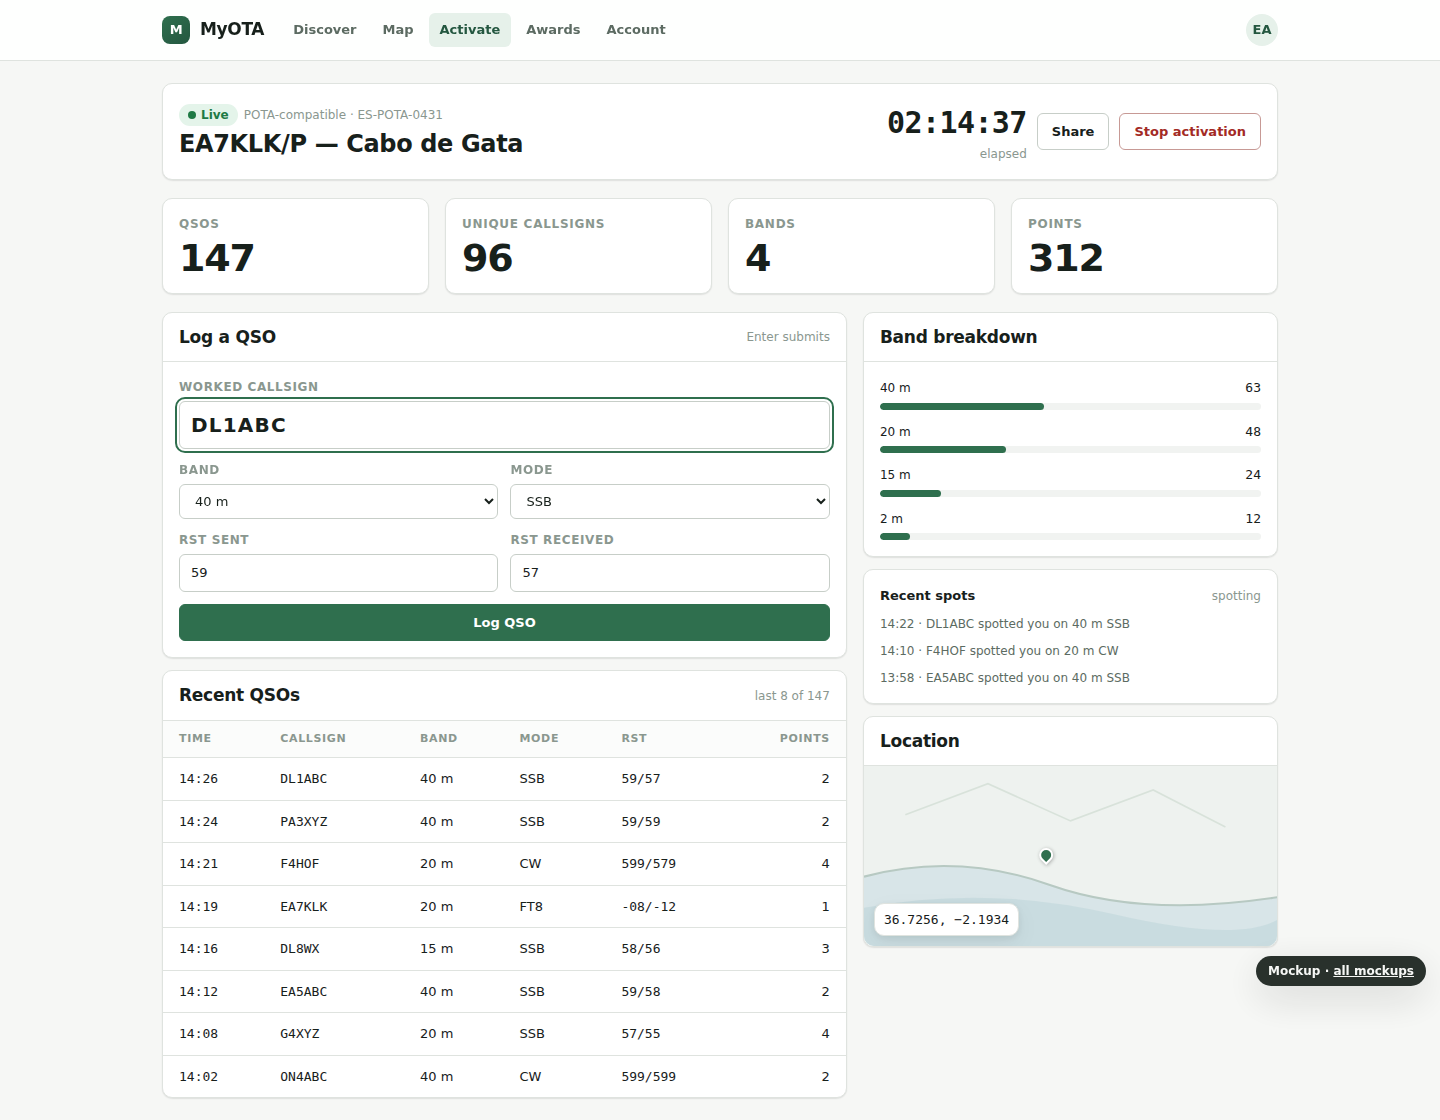 M MyOTA Discover Map Activate Awards Account EA
Live POTA-compatible · ES-POTA-0431
EA7KLK/P — Cabo de Gata
02:14:37
elapsed
Share
Stop activation
QSOS
147
UNIQUE CALLSIGNS
96
BANDS
4
POINTS
312
Log a QSO
Enter submits
WORKED CALLSIGN
DL1ABC
BAND
40 m
MODE
SSB
RST SENT
59
RST RECEIVED
57
Log QSO
Recent QSOs
last 8 of 147
TIME CALLSIGN BAND MODE RST POINTS
14:26 DL1ABC 40 m SSB 59/57 2
14:24 PA3XYZ 40 m SSB 59/59 2
14:21 F4HOF 20 m CW 599/579 4
14:19 EA7KLK 20 m FT8 -08/-12 1
14:16 DL8WX 15 m SSB 58/56 3
14:12 EA5ABC 40 m SSB 59/58 2
14:08 G4XYZ 20 m SSB 57/55 4
14:02 ON4ABC 40 m CW 599/599 2
Band breakdown
40 m 63
20 m 48
15 m 24
2 m 12
Recent spots
spotting
14:22 · DL1ABC spotted you on 40 m SSB
14:10 · F4HOF spotted you on 20 m CW
13:58 · EA5ABC spotted you on 40 m SSB
Location
36.7256, −2.1934
Mockup · all mockups